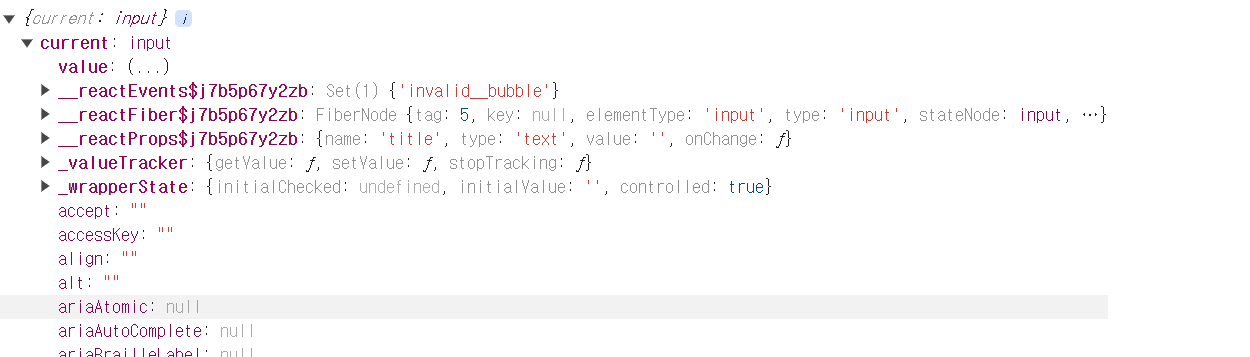 ▼ {current: input} i
▼ current: input
value: (...)
▶ __reactEvents$j7b5p67y2zb: Set(1) {'invalid__bubble'}
▶ __reactFiber$j7b5p67y2zb: FiberNode {tag: 5, key: null, elementType: 'input', type: 'input', stateNode: input, …}
▶ __reactProps$j7b5p67y2zb: {name: 'title', type: 'text', value: '', onChange: ƒ}
▶ _valueTracker: {getValue: ƒ, setValue: ƒ, stopTracking: ƒ}
▶ _wrapperState: {initialChecked: undefined, initialValue: '', controlled: true}
accept: ""
accessKey: ""
align: ""
alt: ""
ariaAtomic: null
ariaAutoComplete: null
ariaBrailleLabel: null